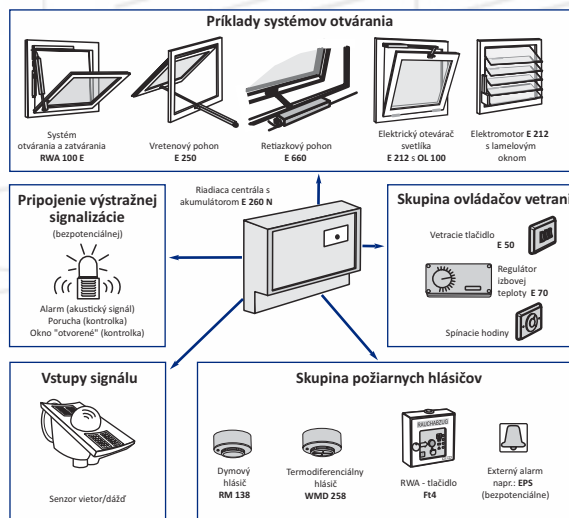 Príklady systémov otvárania
Systém
otvárania a zatvárania
RWA 100 E
Vretenový pohon
E 250
Retiazkový pohon
E 660
Elektrický otevárač
svetlíka
E 212 s OL 100
Elektromotor E 212
s lamelovým
oknom
Pripojenie výstražnej
signalizácie
(bezpotenciálnej)
Alarm (akustický signál)
Porucha (kontrolka)
Okno "otvorené" (kontrolka)
Riadiaca centrála s
akumulátorom E 260 N
Skupina ovládačov vetrani
Vetracie tlačidlo
E 50
Regulátor
izbovej
teploty E 70
Spínacie hodiny
Vstupy signálu
Senzor vietor/dážď
Skupina požiarnych hlásičov
Dymový
hlásič
RM 138
Termodiferenciálny
hlásič
WMD 258
RAUCHABZUG
RWA - tlačidlo
Ft4
Externý alarm
napr.: EPS
(bezpotenciálne)